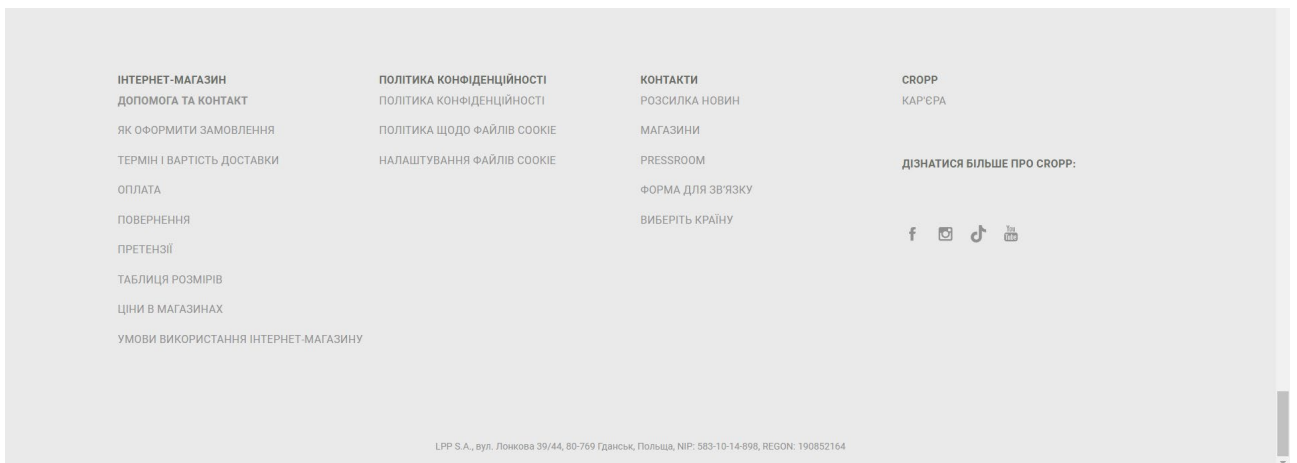 ІНТЕРНЕТ-МАГАЗИН
ДОПОМОГА ТА КОНТАКТ
ЯК ОФОРМИТИ ЗАМОВЛЕННЯ
ТЕРМІН І ВАРТІСТЬ ДОСТАВКИ
ОПЛАТА
ПОВЕРНЕННЯ
ПРЕТЕНЗІЇ
ТАБЛИЦЯ РОЗМІРІВ
ЦІНИ В МАГАЗИНАХ
УМОВИ ВИКОРИСТАННЯ ІНТЕРНЕТ-МАГАЗИНУ
ПОЛІТИКА КОНФІДЕНЦІЙНОСТІ
ПОЛІТИКА КОНФІДЕНЦІЙНОСТІ
ПОЛІТИКА ЩОДО ФАЙЛІВ COOKIE
НАЛАШТУВАННЯ ФАЙЛІВ COOKIE
КОНТАКТИ
РОЗСИЛКА НОВИН
МАГАЗИНИ
PRESSROOM
ФОРМА ДЛЯ ЗВ'ЯЗКУ
ВИБЕРІТЬ КРАЇНУ
CROPP
КАР'ЄРА
ДІЗНАТИСЯ БІЛЬШЕ ПРО CROPP:
You
Tube
LPP S.A., вул. Лонкова 39/44, 80-769 Гданськ, Польща, NIP: 583-10-14-898, REGON: 190852164